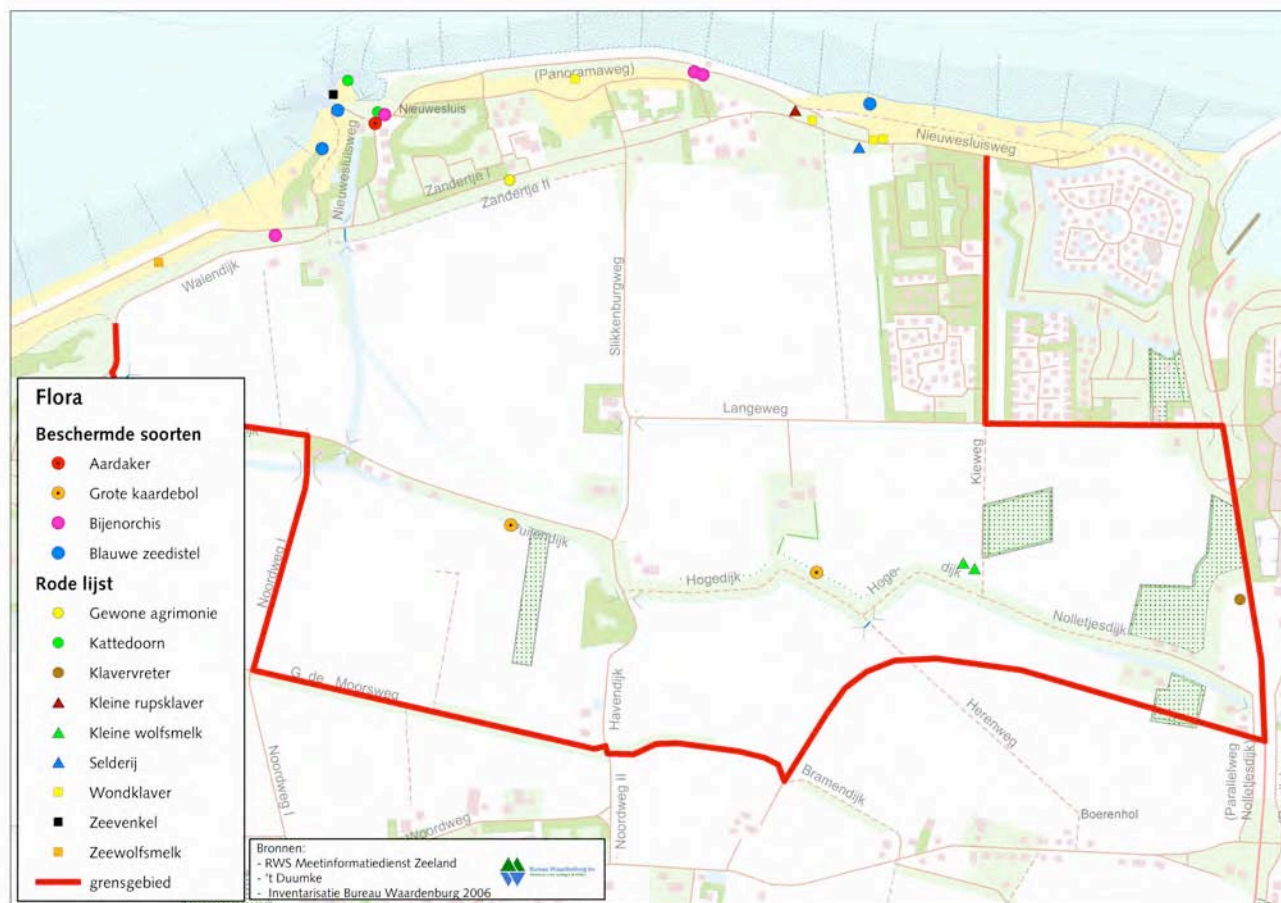 (Panoramaweg)
Nieuwesluis
Nieuwesluisweg
Nieuwesluisweg
Zandertje I
Zandertje II
Walendijk
Slikkenburgweg
Langeweg
Kieweg
Noordweg I
Hogedijk
Hoge-
dijk
Nolletjesdijk
G. de Moorsweg
Havendijk
Herenweg
Bramendijk
Boerenhol
Noordweg I
Noordweg
Noordweg II
(Parallelweg
Nolletjesdijk)
Flora
Beschermde soorten
Aardaker
Grote kaardebol
Bijenorchis
Blauwe zeedistel
Rode lijst
Gewone agrimonie
Kattedoorn
Klavervreter
Kleine rupsklaver
Kleine wolfsmelk
Selderij
Wondklaver
Zeevenkel
Zeewolfsmelk
grensgebied
Bronnen:
- RWS Meetinformatiedienst Zeeland
- 't Duumke
- Inventarisatie Bureau Waardenburg 2006
Bureau Waardenburg bv